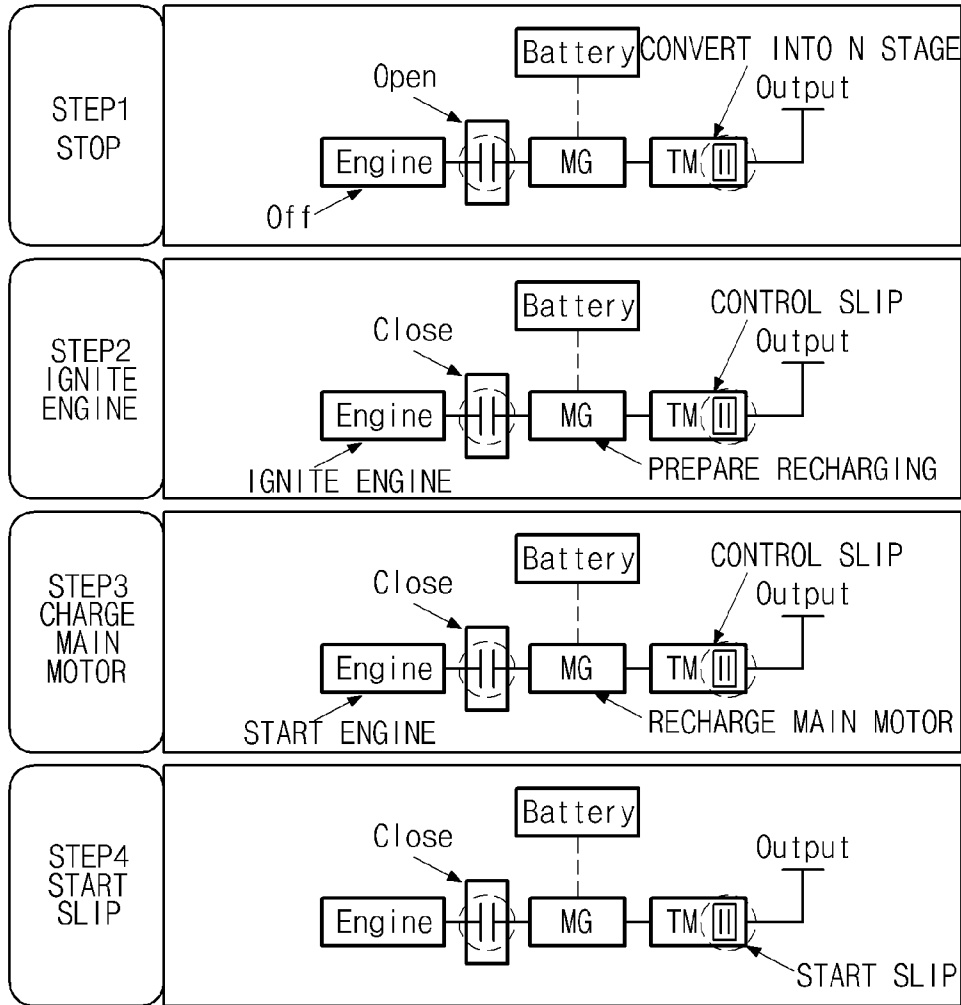 STEP1
STOP
Battery
CONVERT INTO N STAGE
Open
Output
Engine
MG
TM
Off
STEP2
IGNITE
ENGINE
Battery
CONTROL SLIP
Close
Output
Engine
MG
TM
IGNITE ENGINE
PREPARE RECHARGING
STEP3
CHARGE
MAIN
MOTOR
Battery
CONTROL SLIP
Close
Output
Engine
MG
TM
START ENGINE
RECHARGE MAIN MOTOR
STEP4
START
SLIP
Battery
Close
Output
Engine
MG
TM
START SLIP